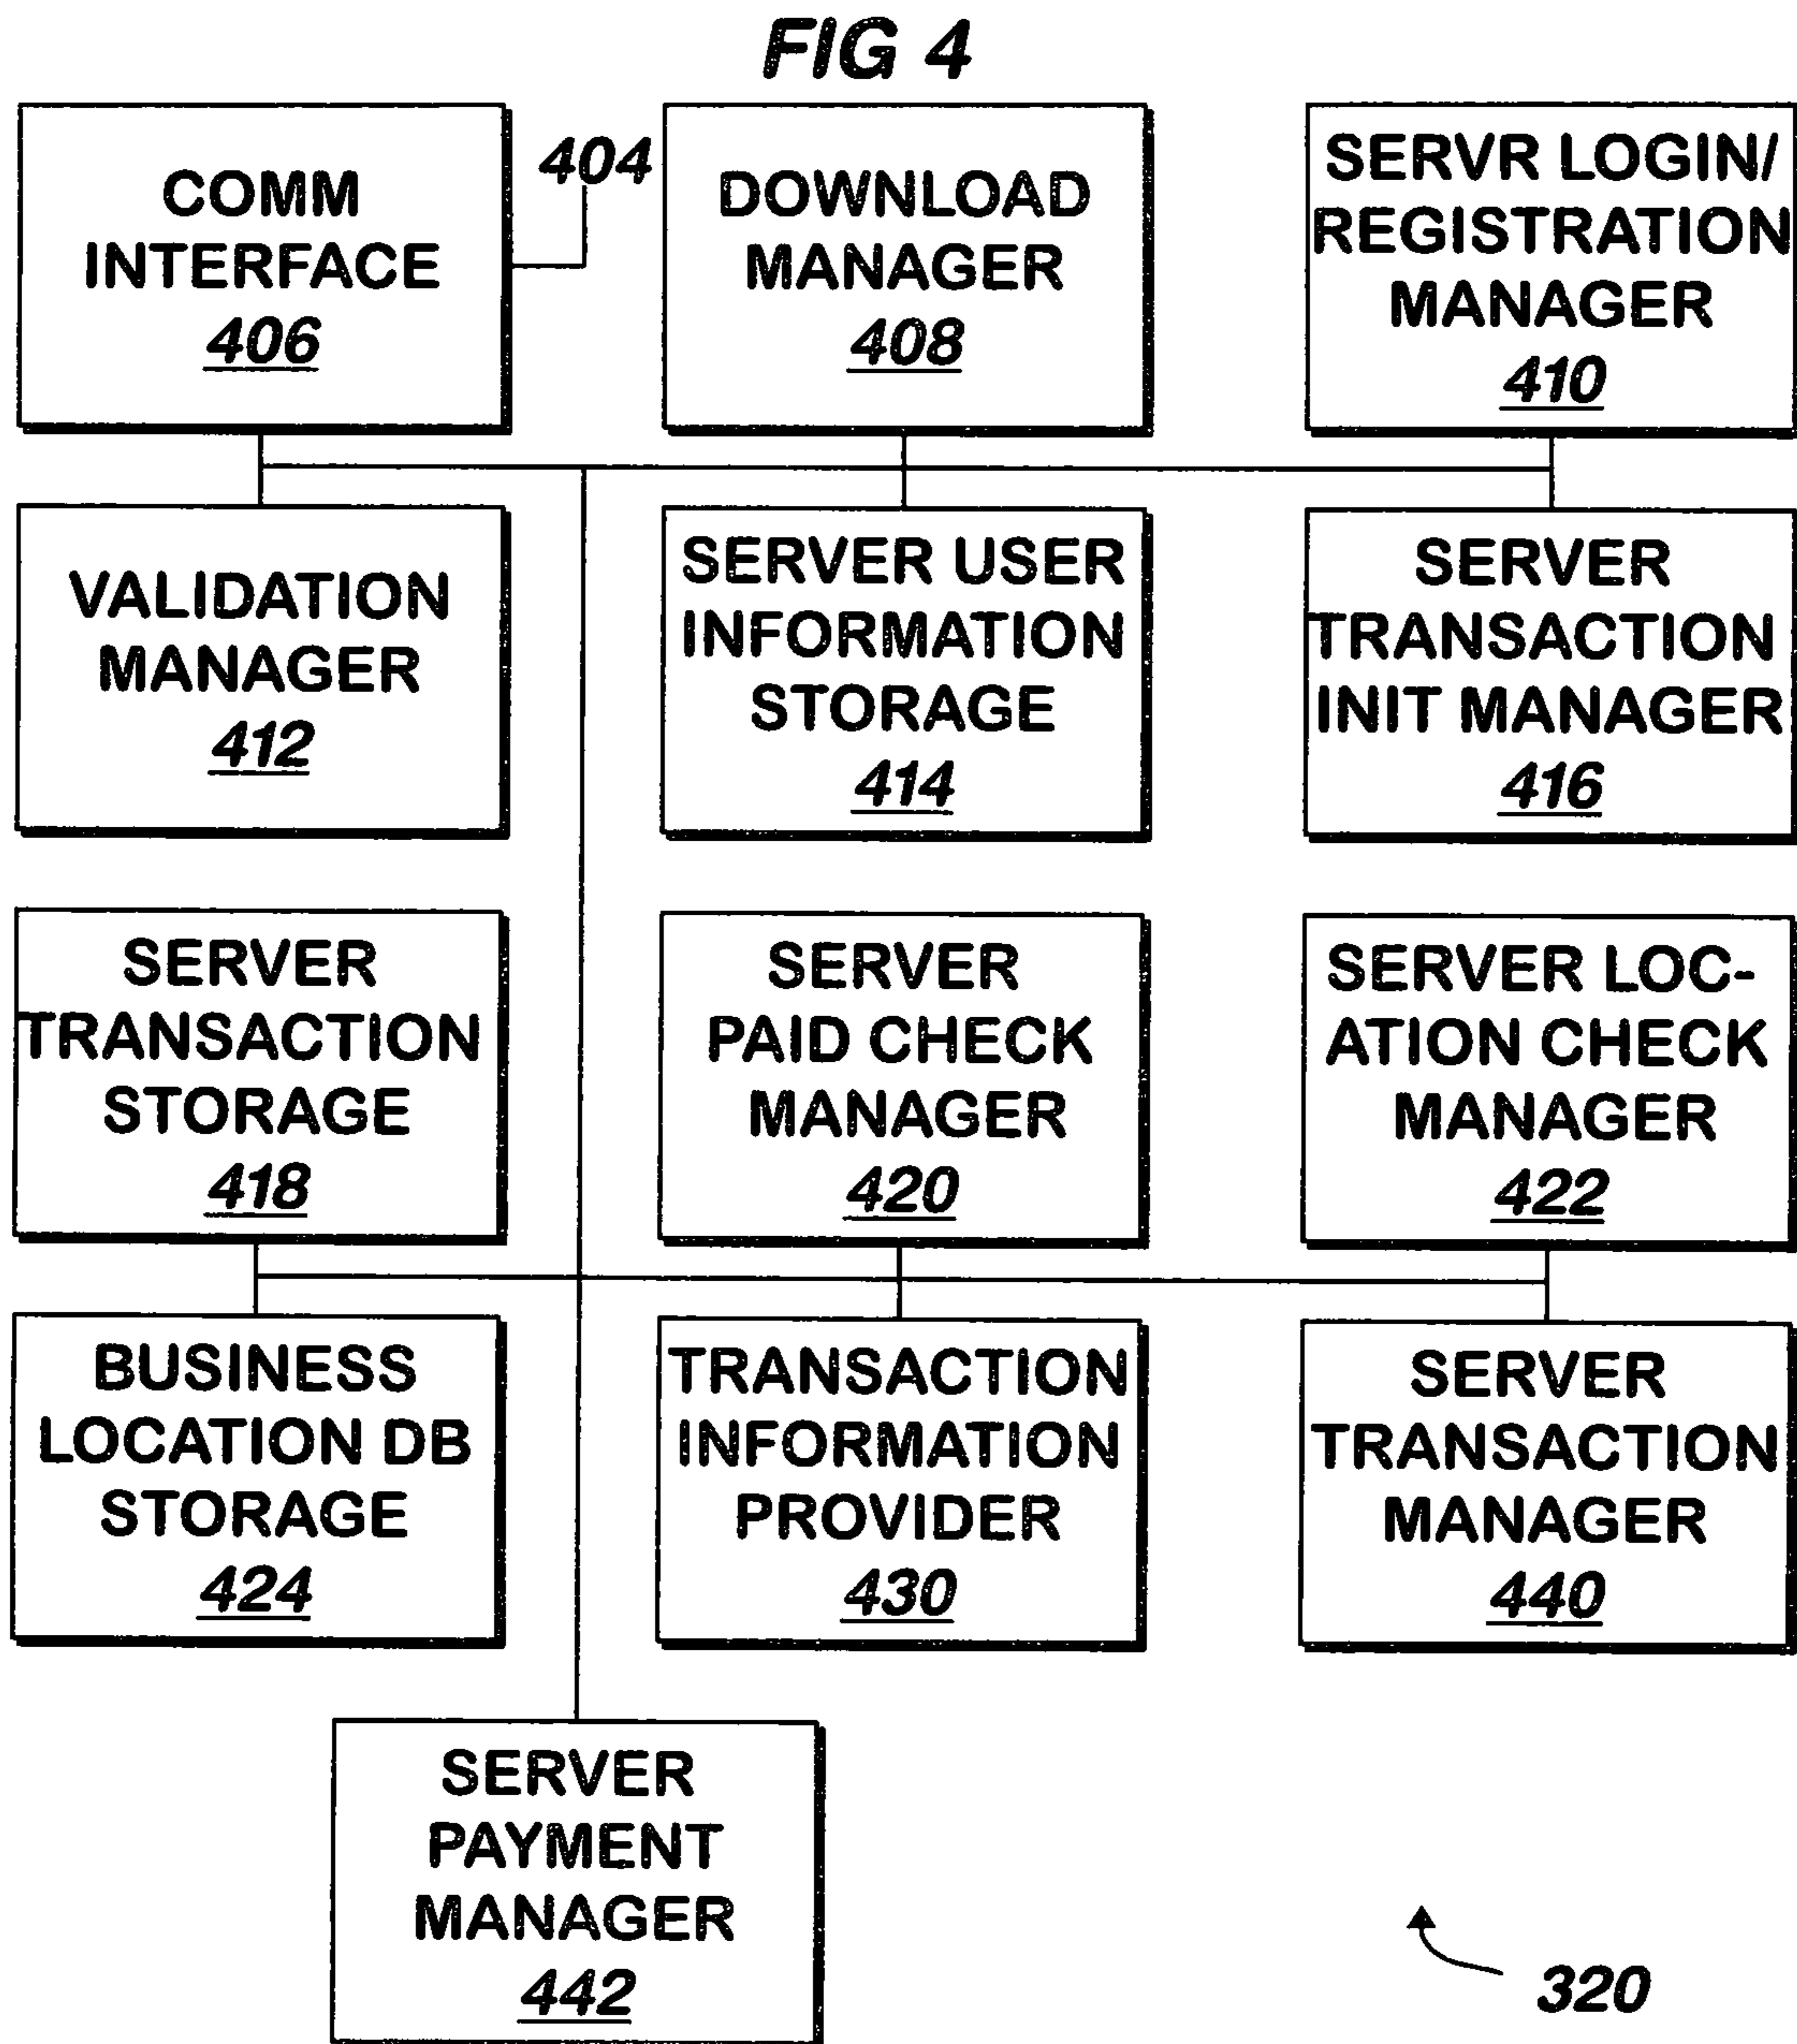 FIG 4
COMM
INTERFACE
406
404
DOWNLOAD
MANAGER
408
SERVR LOGIN/
REGISTRATION
MANAGER
410
VALIDATION
MANAGER
412
SERVER USER
INFORMATION
STORAGE
414
SERVER
TRANSACTION
INIT MANAGER
416
SERVER
TRANSACTION
STORAGE
418
SERVER
PAID CHECK
MANAGER
420
SERVER LOC-
ATION CHECK
MANAGER
422
BUSINESS
LOCATION DB
STORAGE
424
TRANSACTION
INFORMATION
PROVIDER
430
SERVER
TRANSACTION
MANAGER
440
SERVER
PAYMENT
MANAGER
442
320